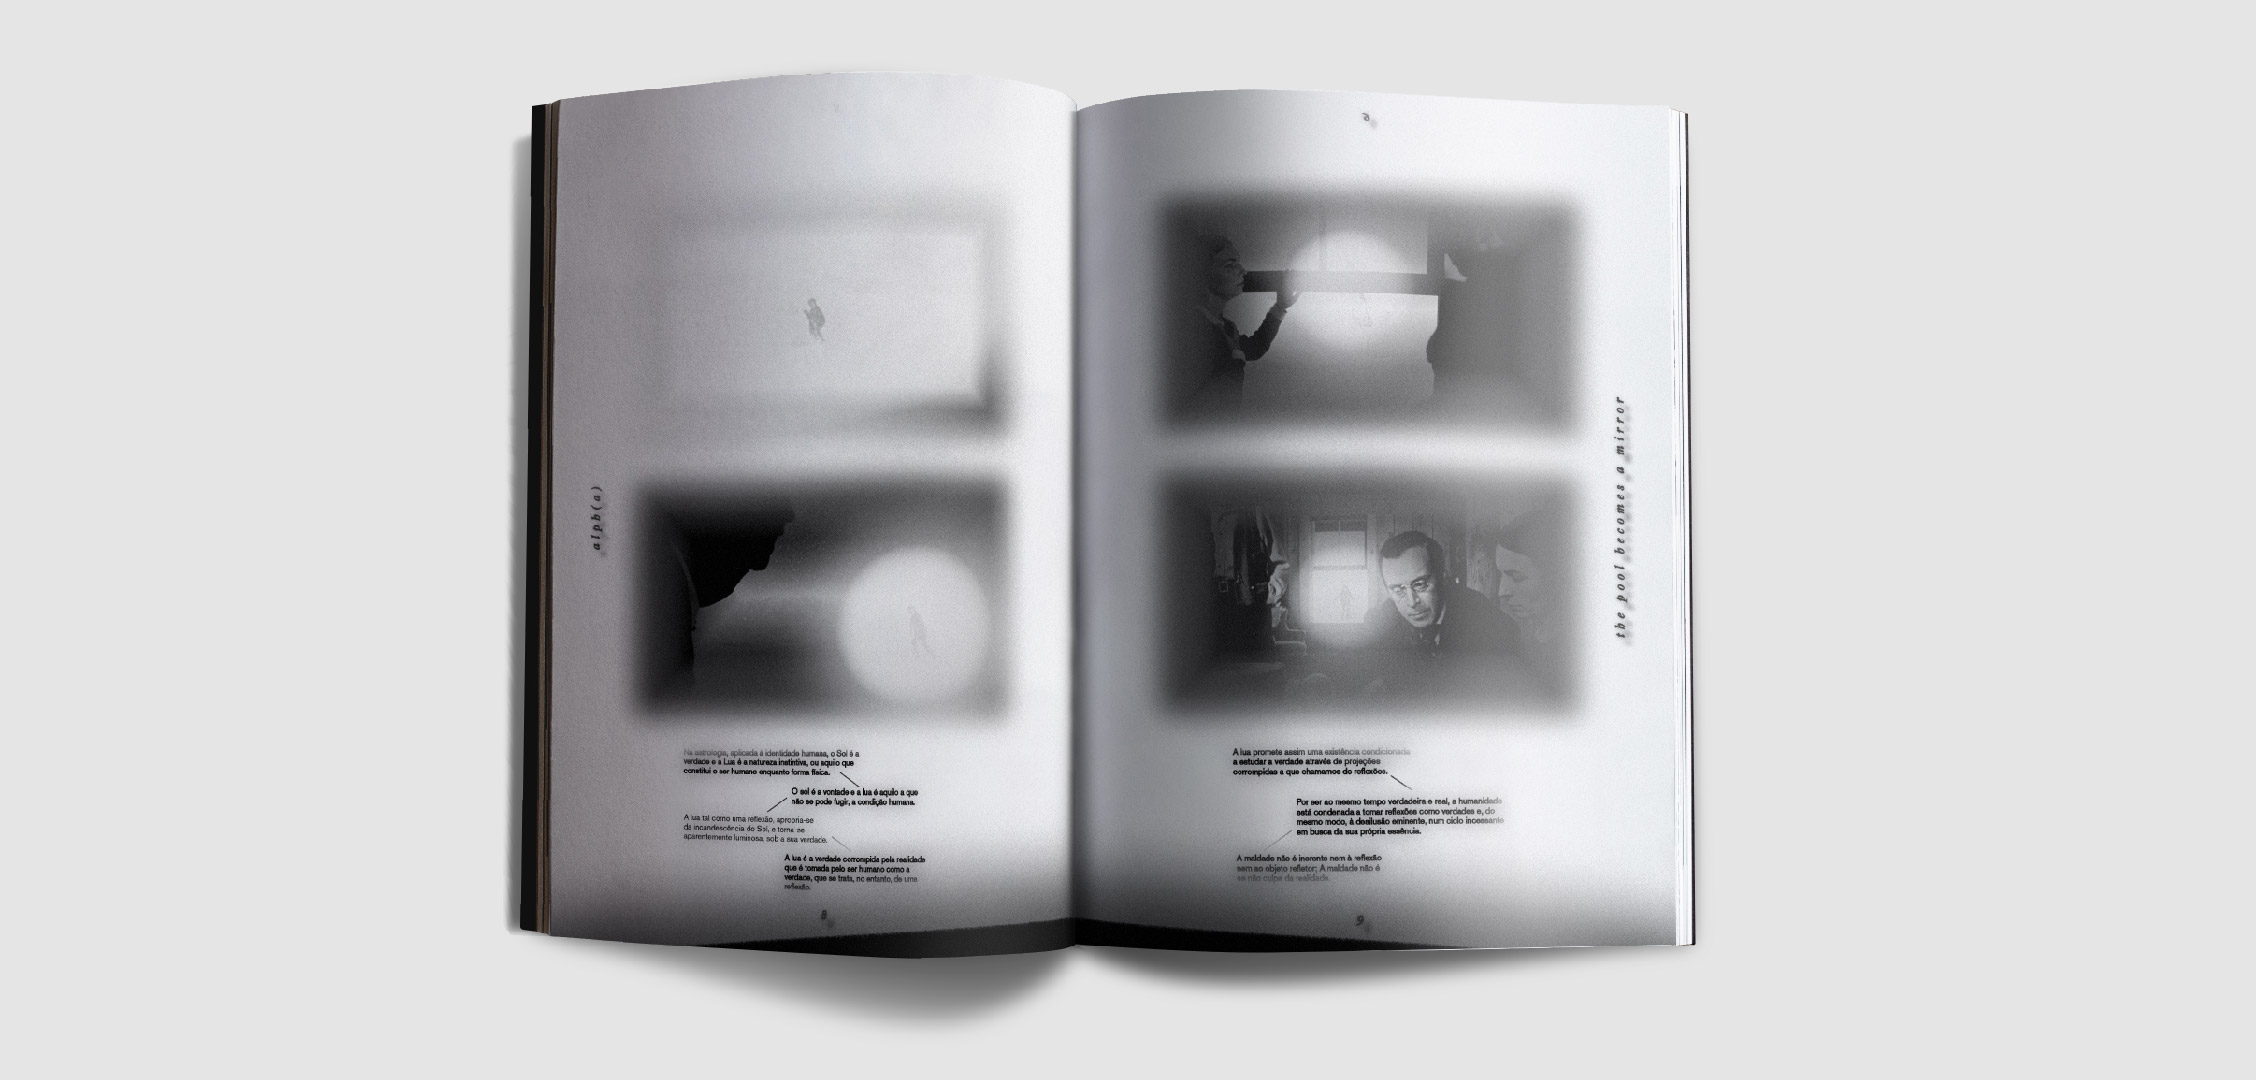 alph(a)
Na astrologia, aplicada à identidade humana, o Sol é a
verdade e a Lua é a natureza instintiva, ou aquilo que
constitui o ser humano enquanto forma física.
O sol é a vontade e a lua é aquilo a que
não se pode fugir, a condição humana.
A lua tal como uma reflexão, apropria-se
da incandescência do Sol, e torna-se
aparentemente luminosa sob a sua verdade.
A lua é a verdade corrompida pela realidade
que é tomada pelo ser humano como a
verdade, que se trata, no entanto, de uma
reflexão.
8
A lua promete assim uma existência condicionada
a estudar a verdade através de projeções
corrompidas a que chamamos de reflexões.
Por ser ao mesmo tempo verdadeira e real, a humanidade
está condenada a tomar reflexões como verdades e, do
mesmo modo, à desilusão eminente, num ciclo incessante
em busca da sua própria essência.
A maldade não é inerente nem à reflexão
nem ao objeto refletor; A maldade não é
se não culpa da realidade.
9
the pool becomes a mirror